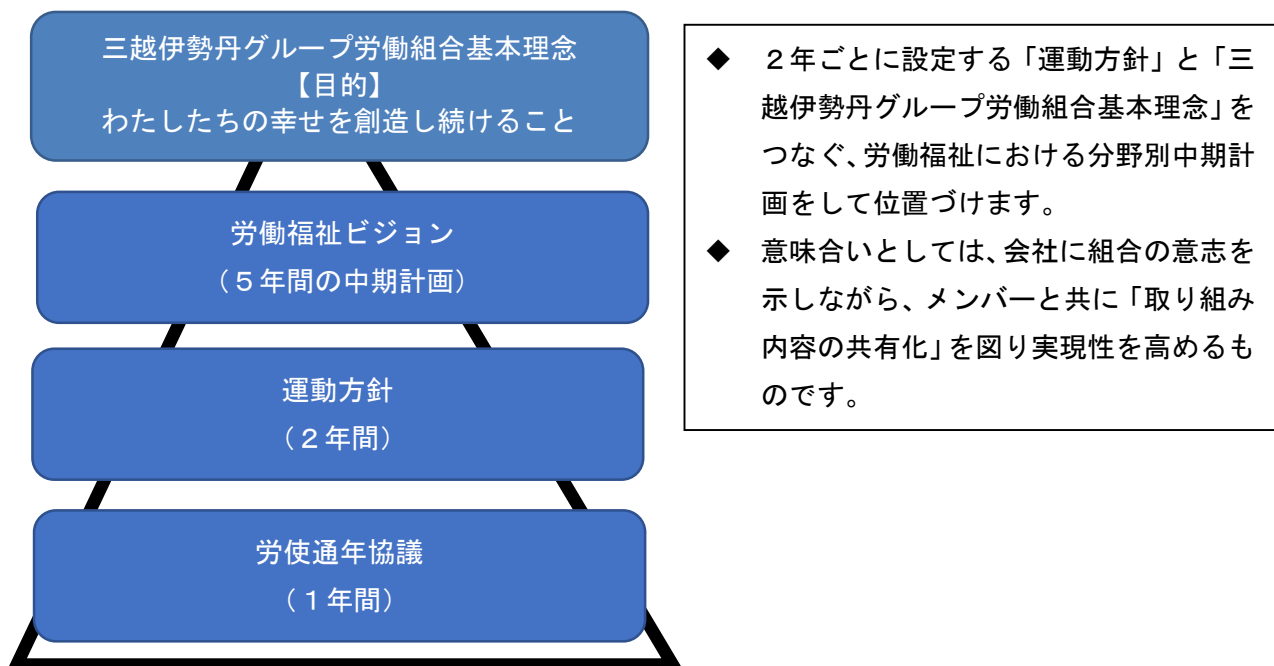 三越伊勢丹グループ労働組合基本理念
【目的】
わたしたちの幸せを創造し続けること
労働福祉ビジョン
（５年間の中期計画）
運動方針
（２年間）
労使通年協議
（１年間）
◆ ２年ごとに設定する「運動方針」と「三
越伊勢丹グループ労働組合基本理念」を
つなぐ、労働福祉における分野別中期計
画をして位置づけます。
◆ 意味合いとしては、会社に組合の意志を
示しながら、メンバーと共に「取り組み
内容の共有化」を図り実現性を高めるも
のです。